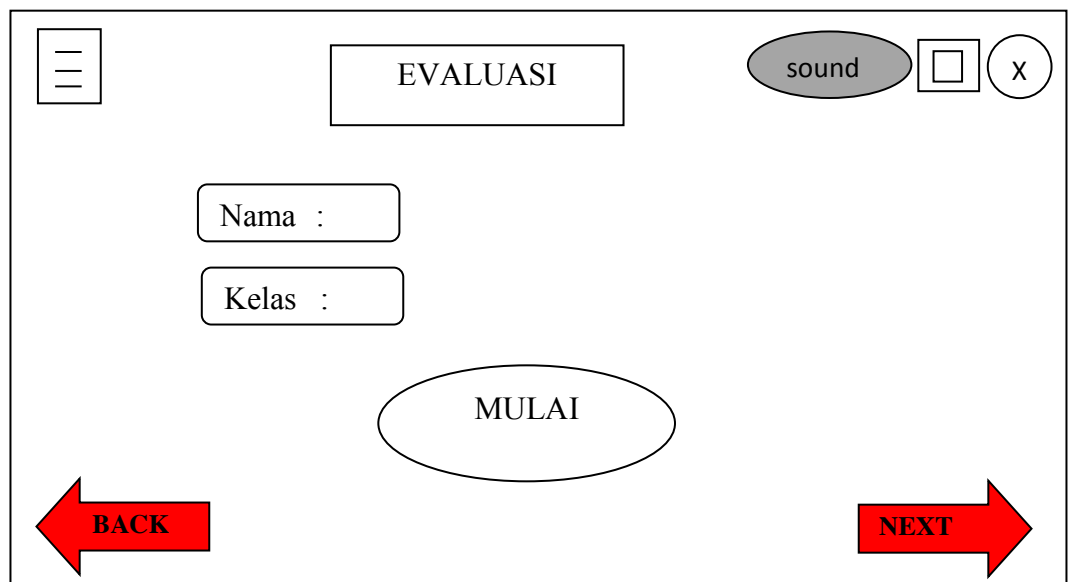 EVALUASI
sound
X
Nama :
Kelas :
MULAI
BACK
NEXT